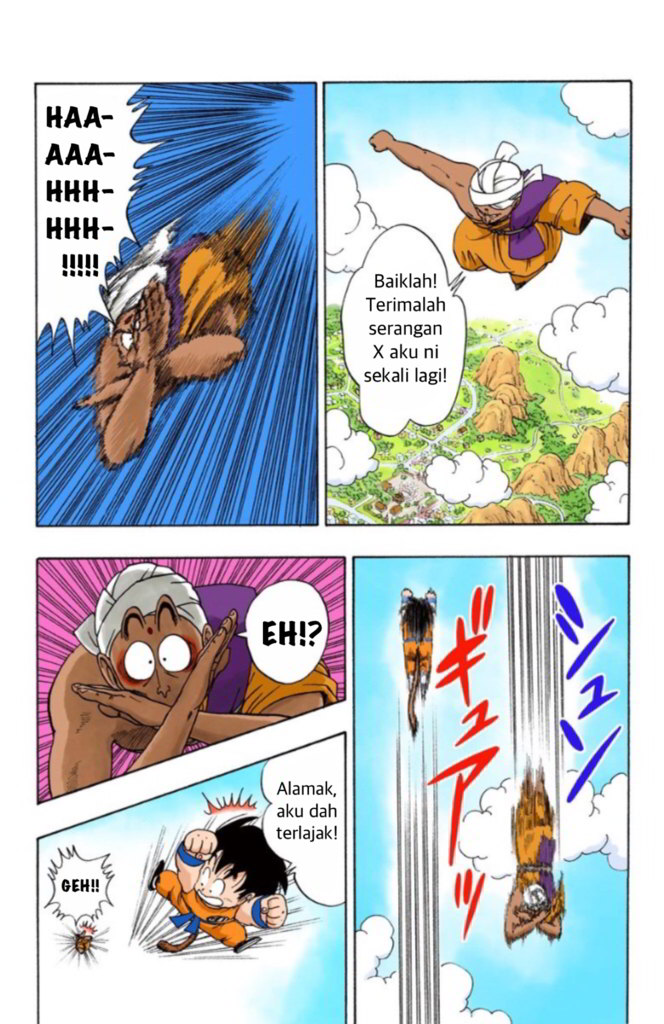 Baiklah!
Terimalah
serangan
X aku ni
sekali lagi!
HAA-
AAA-
HHH-
HHH-
!!!!!
シュン
ギュアッ
EH!?
Alamak,
aku dah
terlajak!
GEH!!